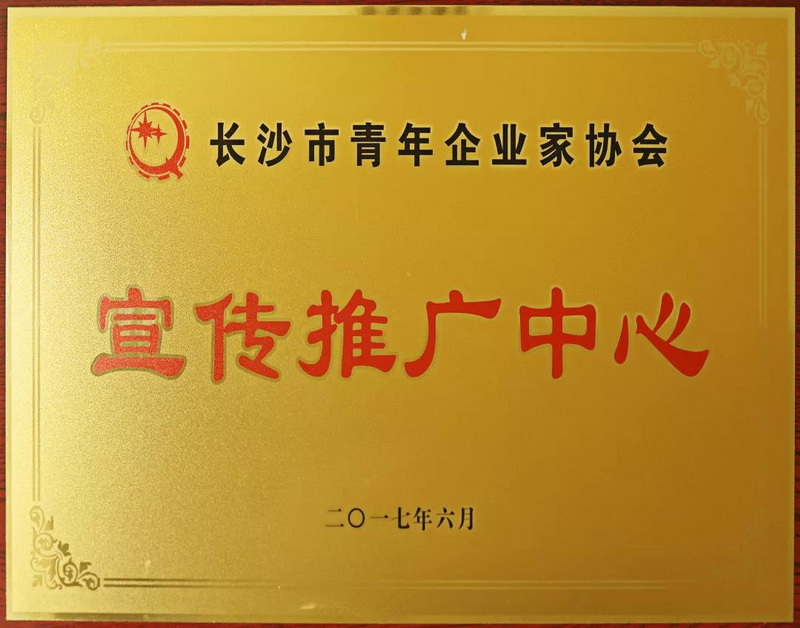 长沙市青年企业家协会
宣传推广中心
二〇一七年六月